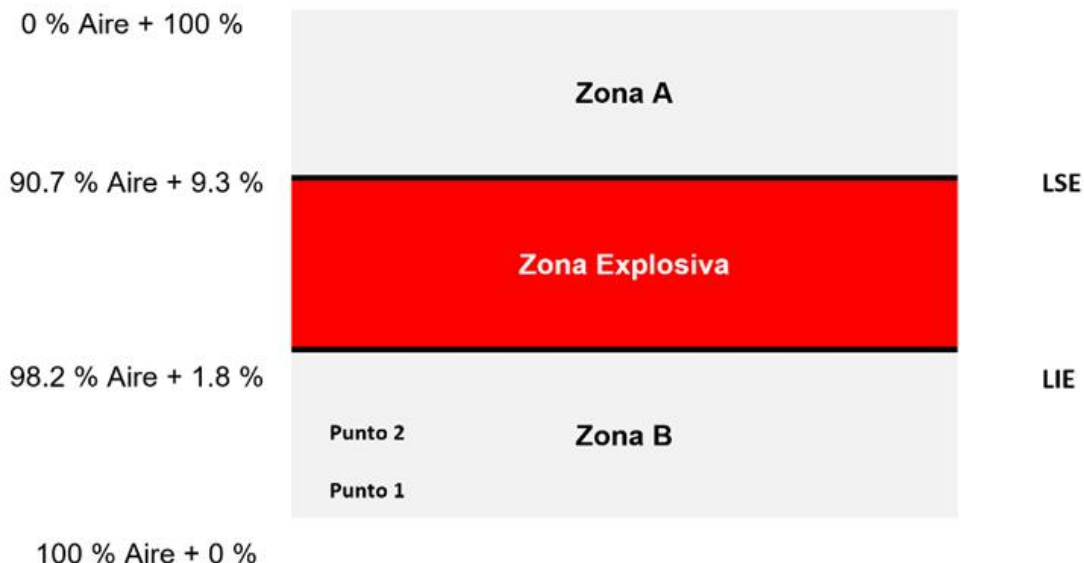 0 % Aire + 100 %
Zona A
90.7 % Aire + 9.3 %
LSE
Zona Explosiva
98.2 % Aire + 1.8 %
LIE
Punto 2
Zona B
Punto 1
100 % Aire + 0 %